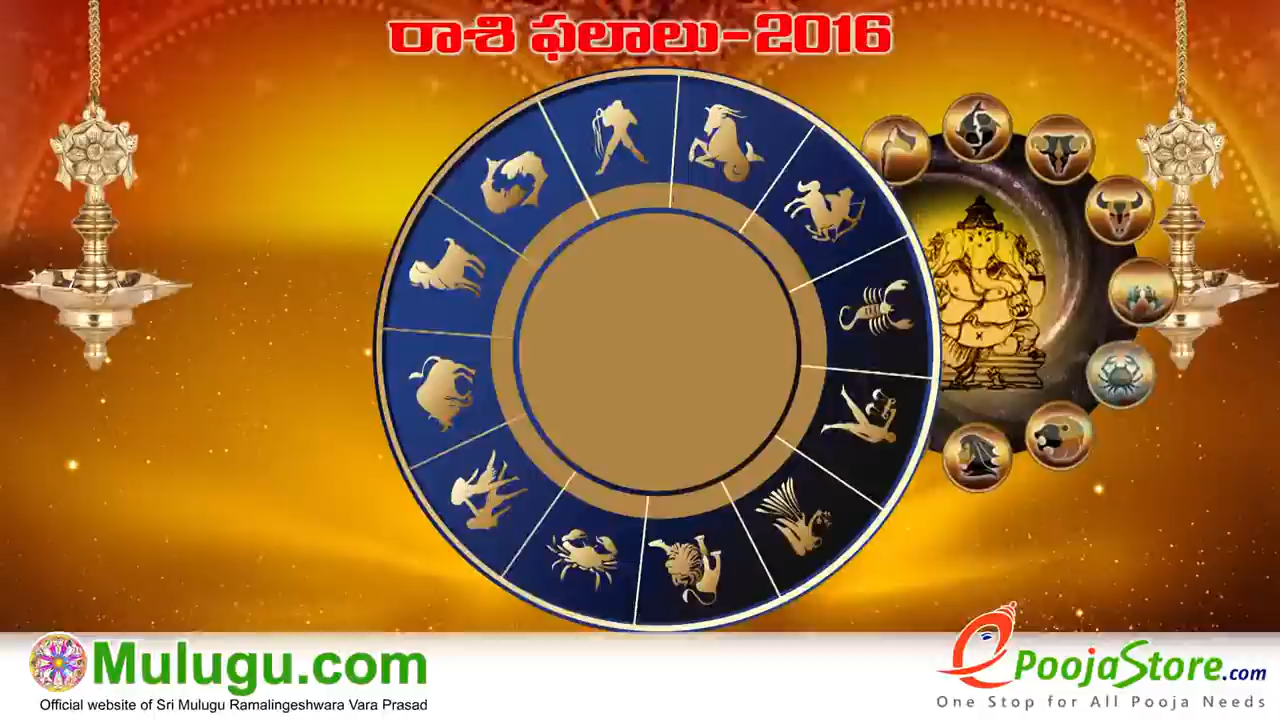 రాశి ఫలాలు-2016
Mulugu.com
Official website of Sri Mulugu Ramalingeshwara Vara Prasad
ePoojaStore.com
One Stop for All Pooja Needs